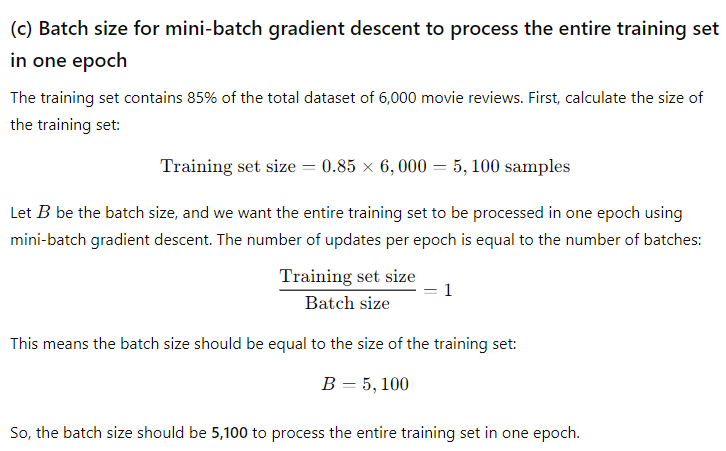 (c) Batch size for mini-batch gradient descent to process the entire training set
in one epoch
The training set contains 85% of the total dataset of 6,000 movie reviews. First, calculate the size of
the training set:
Training set size = 0.85 × 6, 000 = 5, 100 samples
Let B be the batch size, and we want the entire training set to be processed in one epoch using
mini-batch gradient descent. The number of updates per epoch is equal to the number of batches:
Training set size
Batch size
= 1
This means the batch size should be equal to the size of the training set:
B = 5, 100
So, the batch size should be 5,100 to process the entire training set in one epoch.